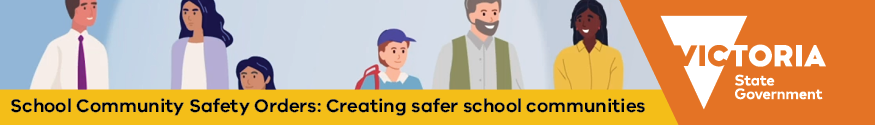 School Community Safety Orders: Creating safer school communities
VICTORIA
State
Government